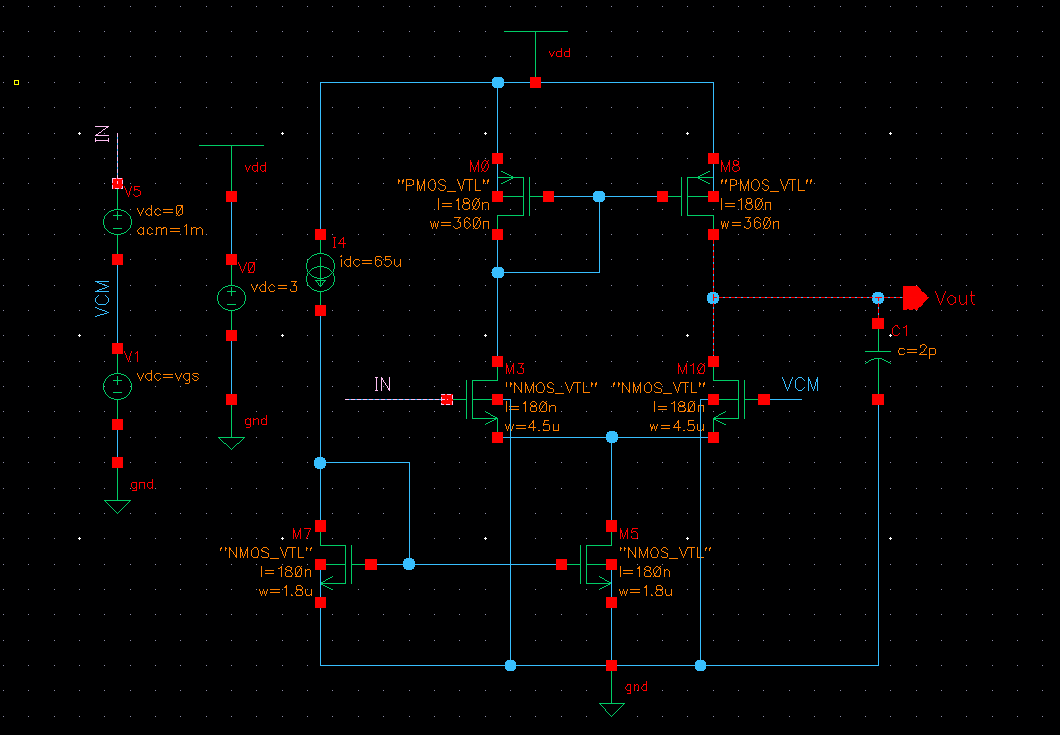 vdd
IN
vdd
V5
vdc=0
acm=1m
M0
"PMOS_VTL"
l=180n
w=360n
M8
"PMOS_VTL"
l=180n
w=360n
I4
idc=65u
V0
vdc=3
VCM
Vout
C1
c=2p
V1
vdc=vgs
M3
"NMOS_VTL"
l=180n
w=4.5u
M10
"NMOS_VTL"
l=180n
w=4.5u
IN
VCM
gnd
gnd
M7
"NMOS_VTL"
l=180n
w=1.8u
M5
"NMOS_VTL"
l=180n
w=1.8u
gnd